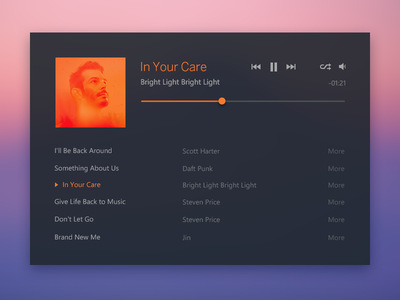 In Your Care
Bright Light Bright Light
-01:21
I'll Be Back Around Scott Harter More
Something About Us Daft Punk More
In Your Care Bright Light Bright Light More
Give Life Back to Music Steven Price More
Don't Let Go Steven Price More
Brand New Me Jin More